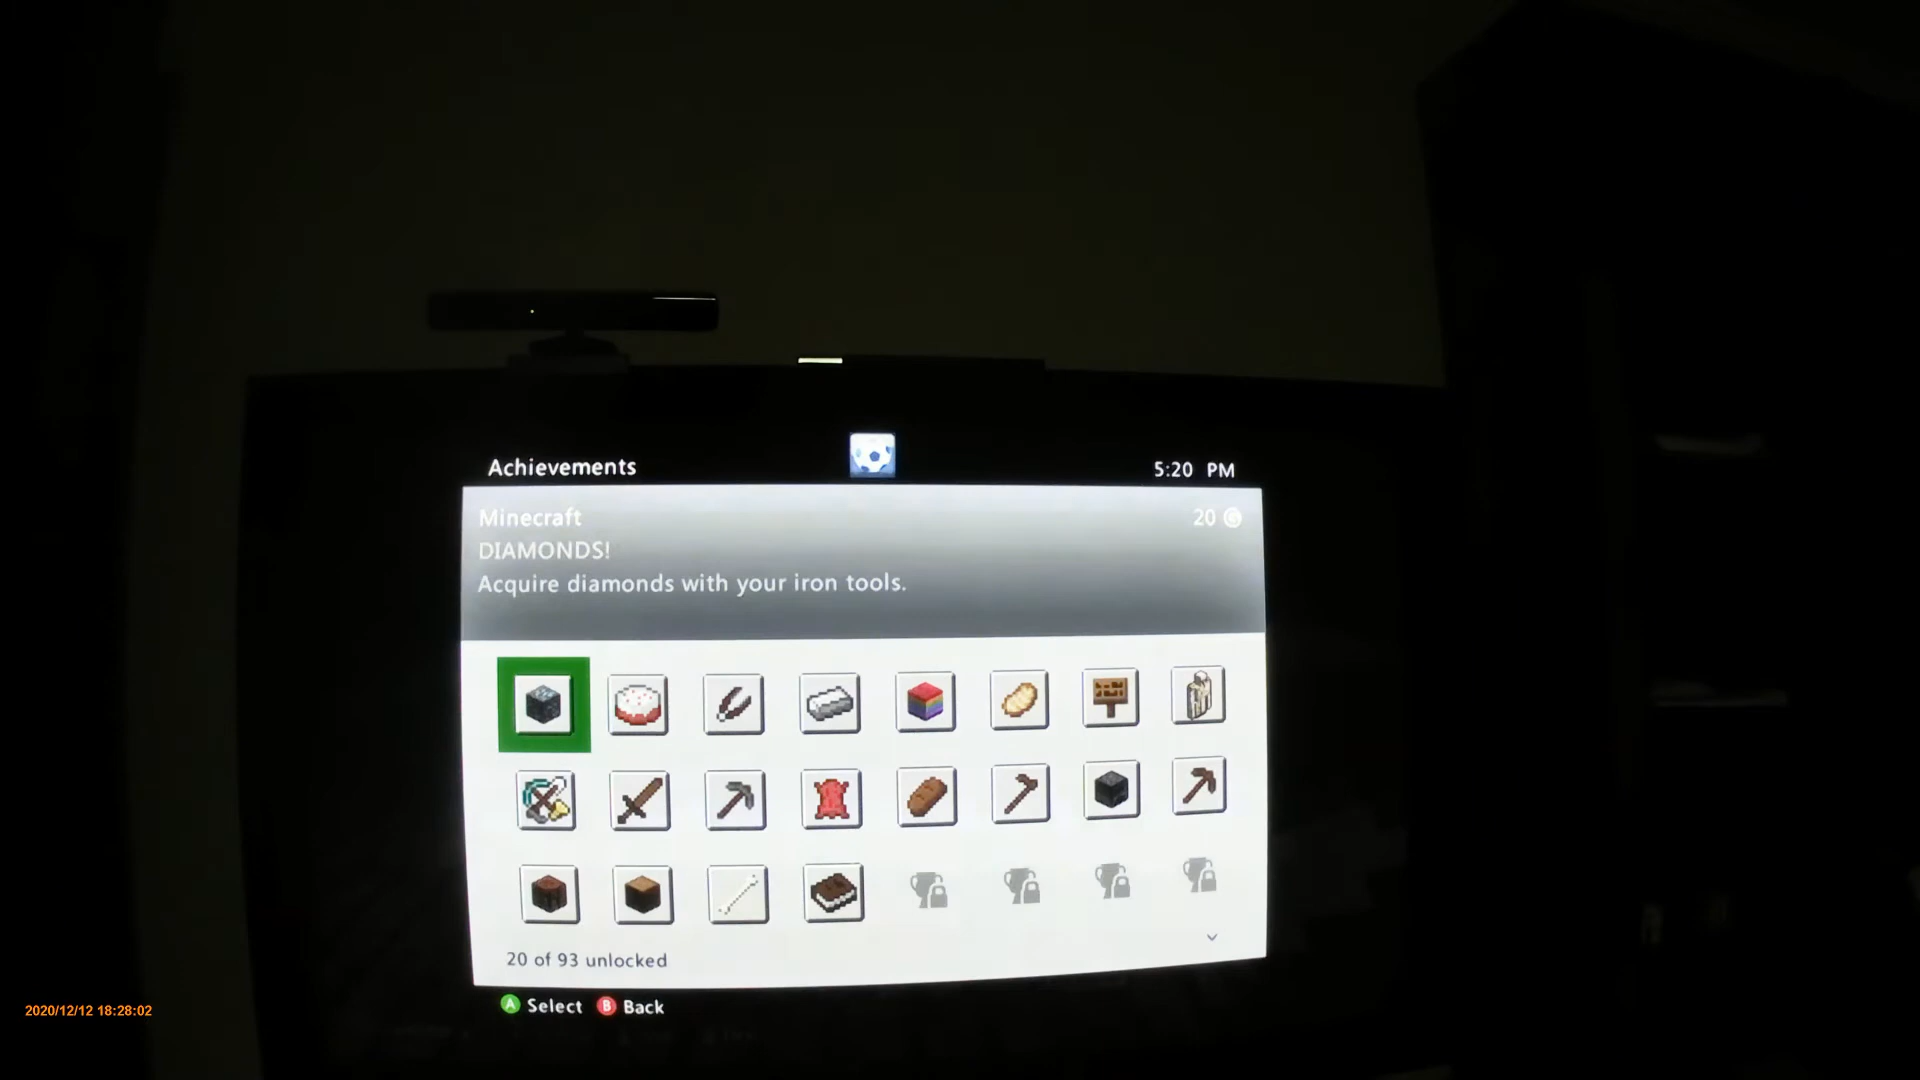 Achievements
5:20 PM
Minecraft
20 G
DIAMONDS!
Acquire diamonds with your iron tools.
20 of 93 unlocked
A Select B Back
2020/12/12 18:28:02